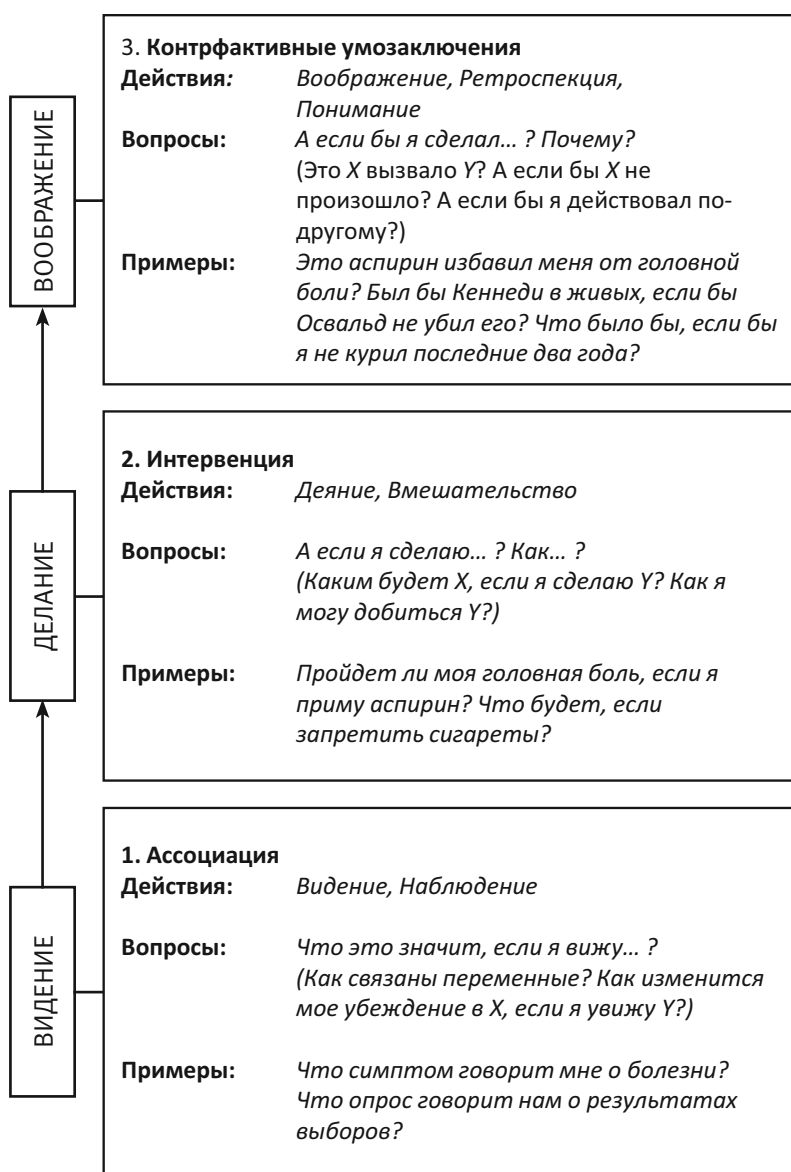 ВООБРАЖЕНИЕ
3. Контрфактивные умозаключения
Действия: Воображение, Ретроспекция,
Понимание
Вопросы: А если бы я сделал... ? Почему?
(Это X вызвало Y? А если бы X не
произошло? А если бы я действовал по-
другому?)
Примеры: Это аспирин избавил меня от головной
боли? Был бы Кеннеди в живых, если бы
Освальд не убил его? Что было бы, если бы
я не курил последние два года?
ДЕЛАНИЕ
2. Интервенция
Действия: Деяние, Вмешательство
Вопросы: А если я сделаю... ? Как... ?
(Каким будет X, если я сделаю Y? Как я
могу добиться Y?)
Примеры: Пройдет ли моя головная боль, если я
приму аспирин? Что будет, если
запретить сигареты?
ВИДЕНИЕ
1. Ассоциация
Действия: Видение, Наблюдение
Вопросы: Что это значит, если я вижу... ?
(Как связаны переменные? Как изменится
мое убеждение в X, если я увижу Y?)
Примеры: Что симптом говорит мне о болезни?
Что опрос говорит нам о результатах
выборов?